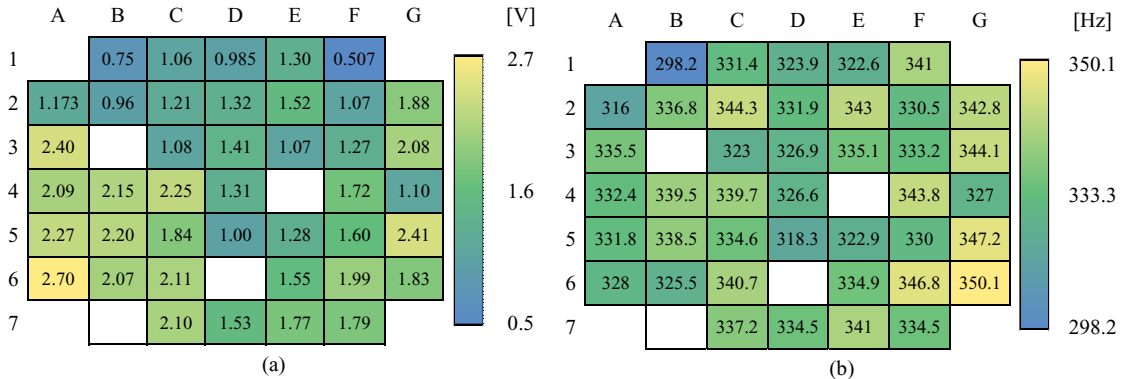 A B C D E F G [V]
1 0.75 1.06 0.985 1.30 0.507
2 1.173 0.96 1.21 1.32 1.52 1.07 1.88
3 2.40 1.08 1.41 1.07 1.27 2.08
4 2.09 2.15 2.25 1.31 1.72 1.10
5 2.27 2.20 1.84 1.00 1.28 1.60 2.41
6 2.70 2.07 2.11 1.55 1.99 1.83
7 2.10 1.53 1.77 1.79
2.7
1.6
0.5
(a)
A B C D E F G [Hz]
1 298.2 331.4 323.9 322.6 341
2 316 336.8 344.3 331.9 343 330.5 342.8
3 335.5 323 326.9 335.1 333.2 344.1
4 332.4 339.5 339.7 326.6 343.8 327
5 331.8 338.5 334.6 318.3 322.9 330 347.2
6 328 325.5 340.7 334.9 346.8 350.1
7 337.2 334.5 341 334.5
350.1
333.3
298.2
(b)